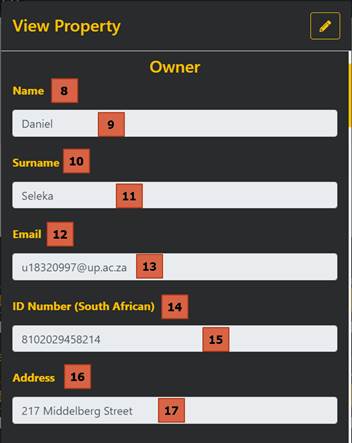 View Property
Owner
Name 8
Daniel 9
Surname 10
Seleka 11
Email 12
u18320997@up.ac.za 13
ID Number (South African) 14
8102029458214 15
Address 16
217 Middelberg Street 17